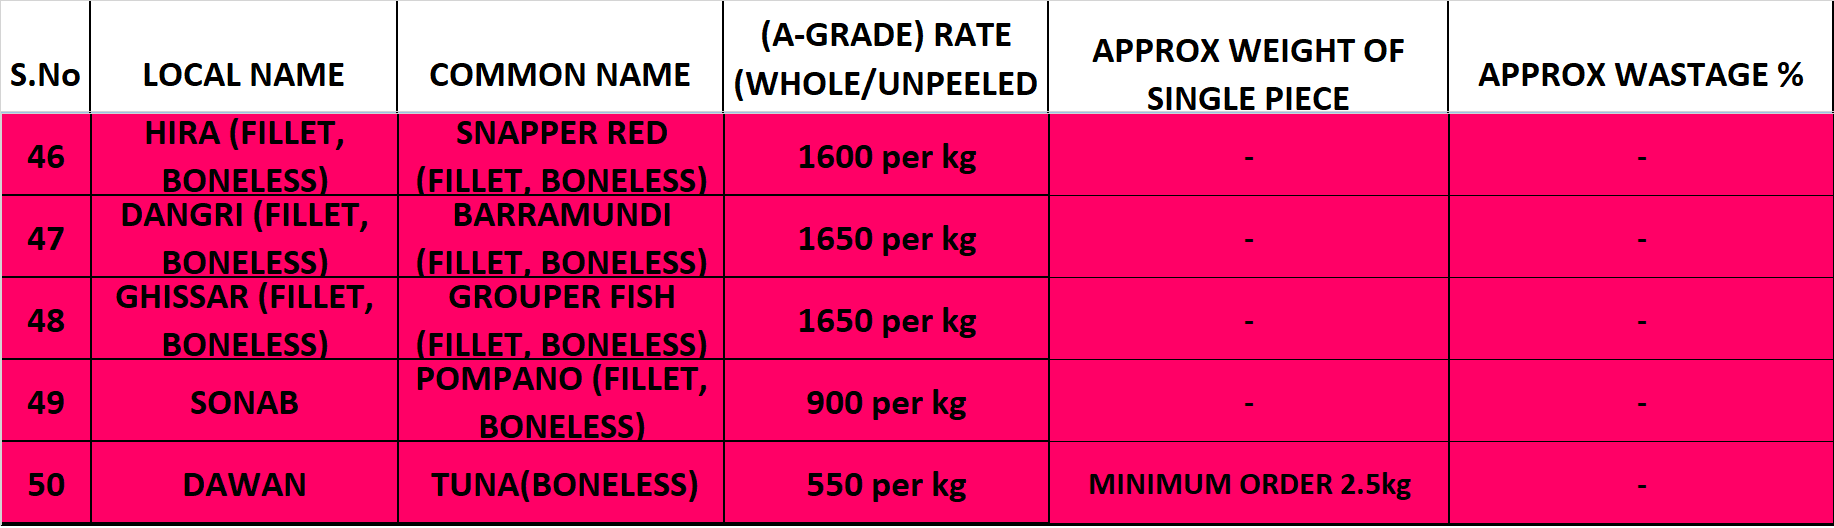 S.No LOCAL NAME COMMON NAME (A-GRADE) RATE (WHOLE/UNPEELED APPROX WEIGHT OF SINGLE PIECE APPROX WASTAGE %
46 HIRA (FILLET, BONELESS) SNAPPER RED (FILLET, BONELESS) 1600 per kg - -
47 DANGRI (FILLET, BONELESS) BARRAMUNDI (FILLET, BONELESS) 1650 per kg - -
48 GHISSAR (FILLET, BONELESS) GROUPER FISH (FILLET, BONELESS) 1650 per kg - -
49 SONAB POMPANO (FILLET, BONELESS) 900 per kg - -
50 DAWAN TUNA(BONELESS) 550 per kg MINIMUM ORDER 2.5kg -